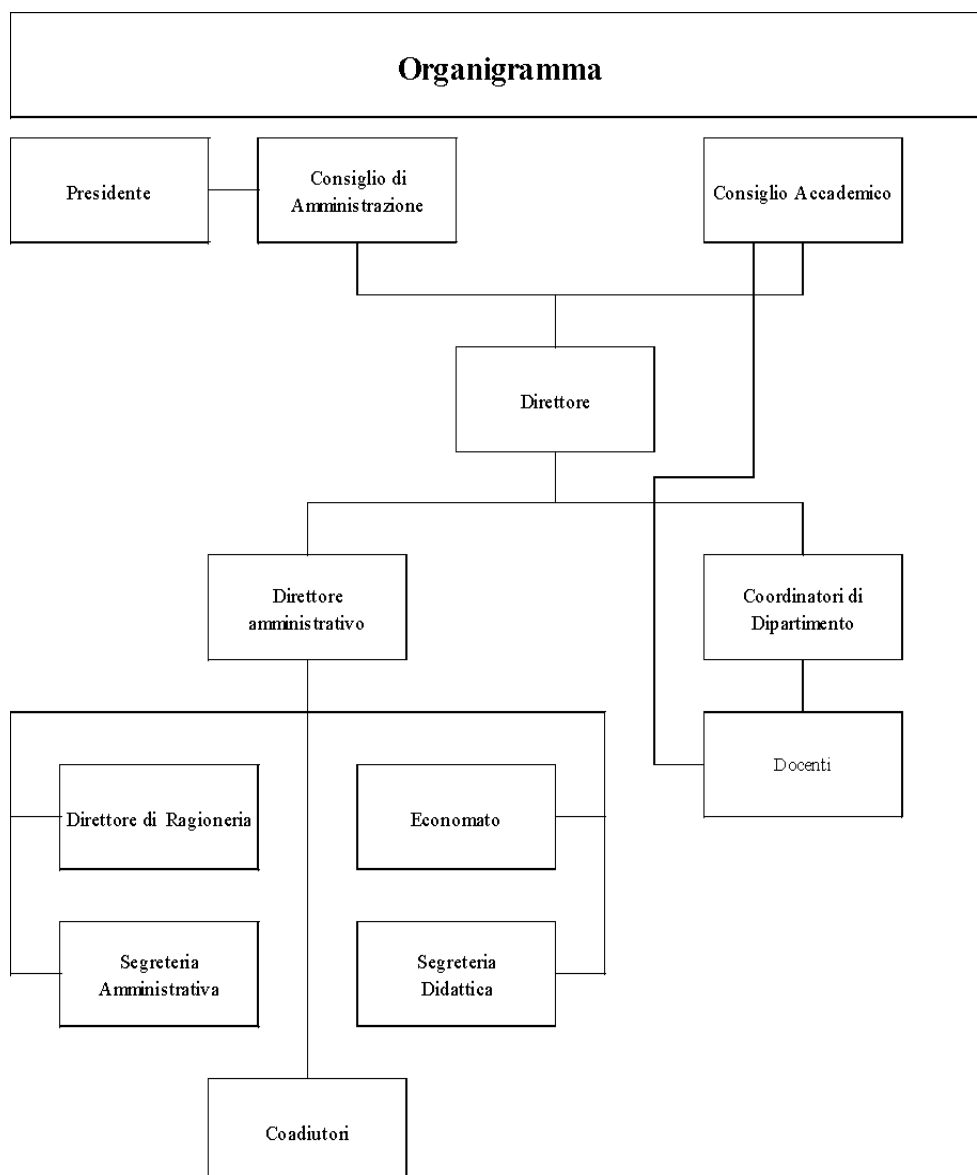 Organigramma
Presidente
Consiglio di
Amministrazione
Consiglio Accademico
Direttore
Direttore
amministrativo
Coordinatori di
Dipartimento
Docenti
Direttore di Ragioneria
Economato
Segreteria
Amministrativa
Segreteria
Didattica
Coadiutori